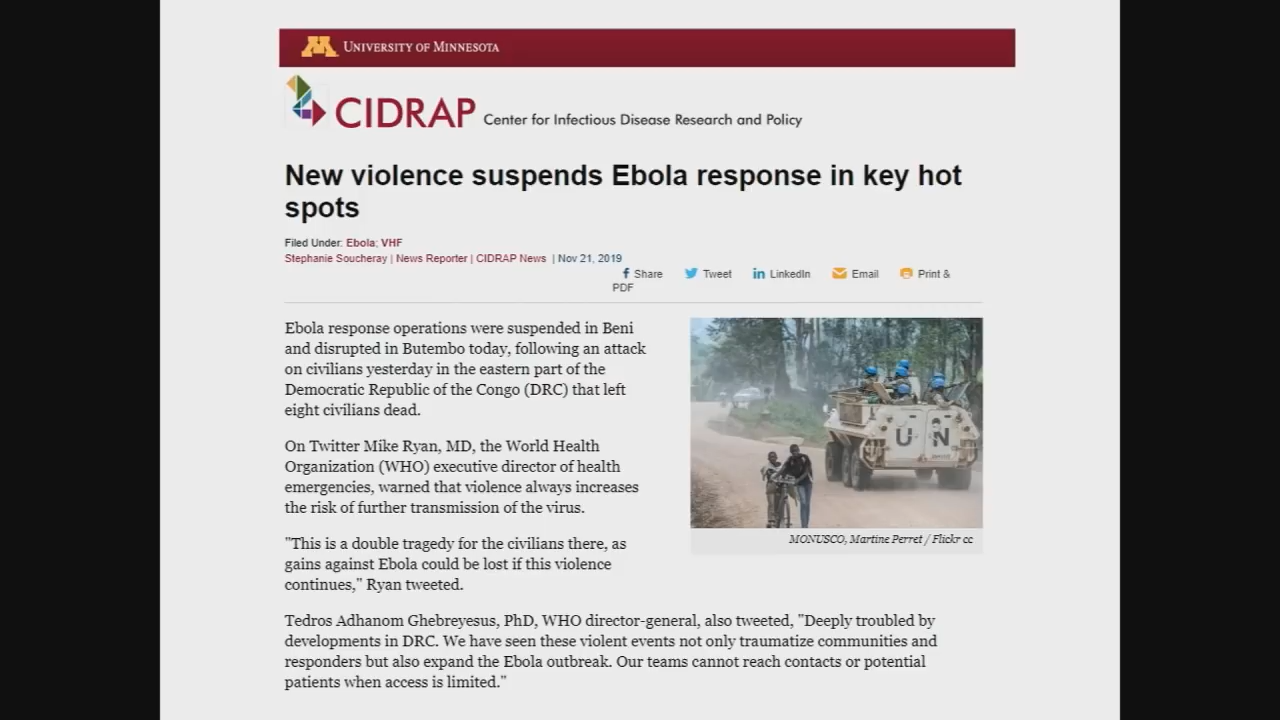 UNIVERSITY OF MINNESOTA
CIDRAP Center for Infectious Disease Research and Policy
New violence suspends Ebola response in key hot
spots
Filed Under: Ebola; VHF
Stephanie Soucheray | News Reporter | CIDRAP News | Nov 21, 2019
Share Tweet LinkedIn Email Print &
PDF
Ebola response operations were suspended in Beni
and disrupted in Butembo today, following an attack
on civilians yesterday in the eastern part of the
Democratic Republic of the Congo (DRC) that left
eight civilians dead.
On Twitter Mike Ryan, MD, the World Health
Organization (WHO) executive director of health
emergencies, warned that violence always increases
the risk of further transmission of the virus.
"This is a double tragedy for the civilians there, as
gains against Ebola could be lost if this violence
continues," Ryan tweeted.
UN
MONUSCO, Martine Perret / Flickr cc
Tedros Adhanom Ghebreyesus, PhD, WHO director-general, also tweeted, "Deeply troubled by
developments in DRC. We have seen these violent events not only traumatize communities and
responders but also expand the Ebola outbreak. Our teams cannot reach contacts or potential
patients when access is limited."